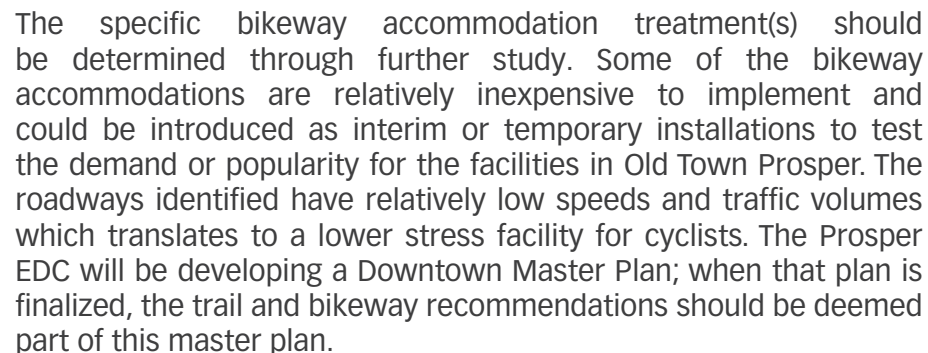 The specific bikeway accommodation treatment(s) should
be determined through further study. Some of the bikeway
accommodations are relatively inexpensive to implement and
could be introduced as interim or temporary installations to test
the demand or popularity for the facilities in Old Town Prosper. The
roadways identified have relatively low speeds and traffic volumes
which translates to a lower stress facility for cyclists. The Prosper
EDC will be developing a Downtown Master Plan; when that plan is
finalized, the trail and bikeway recommendations should be deemed
part of this master plan.